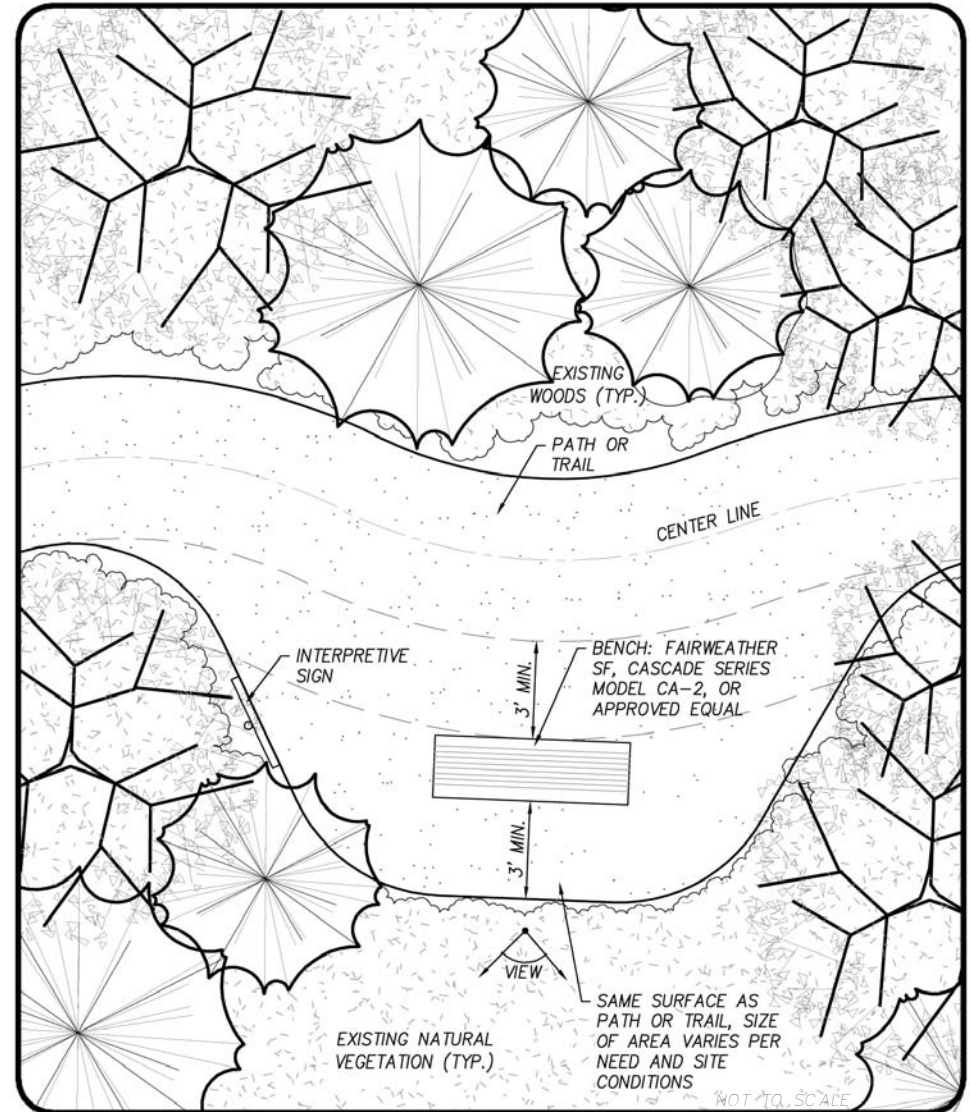 EXISTING
WOODS (TYP.)
PATH OR
TRAIL
CENTER LINE
INTERPRETIVE
SIGN
3' MIN.
BENCH: FAIRWEATHER
SF, CASCADE SERIES
MODEL CA-2, OR
APPROVED EQUAL
3' MIN.
VIEW
SAME SURFACE AS
PATH OR TRAIL, SIZE
OF AREA VARIES PER
NEED AND SITE
CONDITIONS
EXISTING NATURAL
VEGETATION (TYP.)
NOT TO SCALE